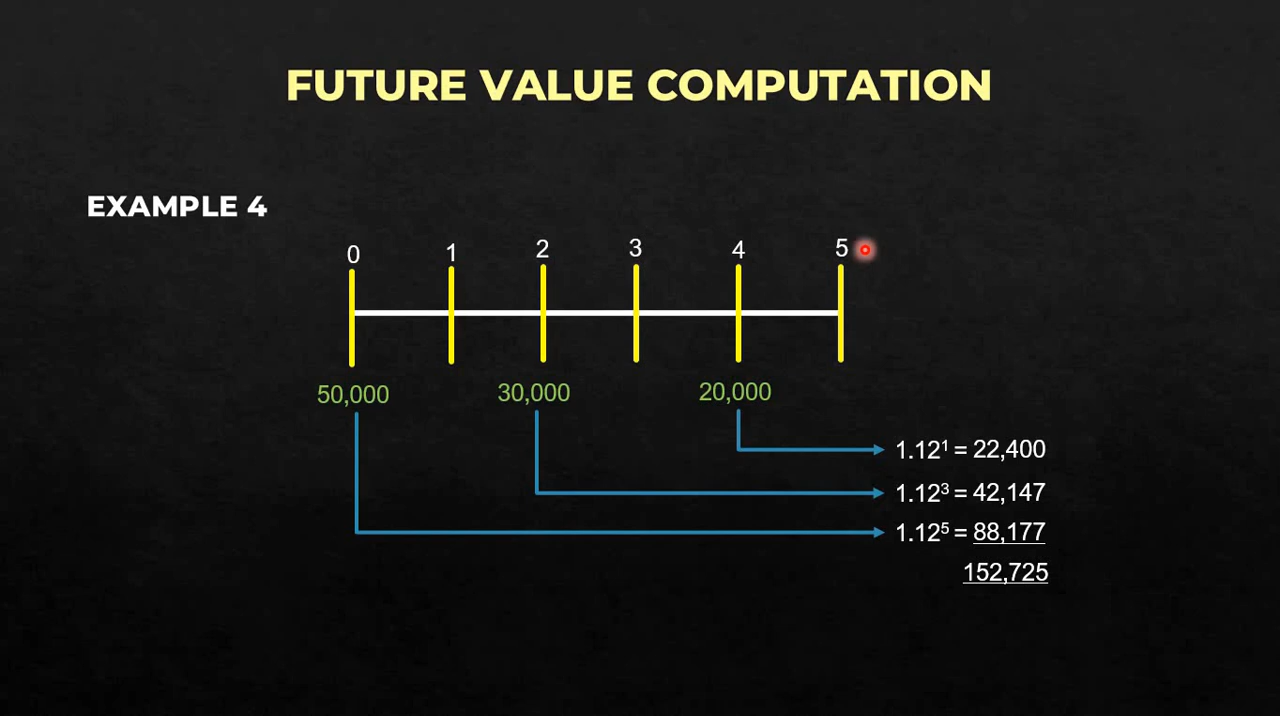 FUTURE VALUE COMPUTATION
EXAMPLE 4
0 1 2 3 4 5
50,000 30,000 20,000
1.12¹ = 22,400
1.12³ = 42,147
1.12⁵ = 88,177
152,725